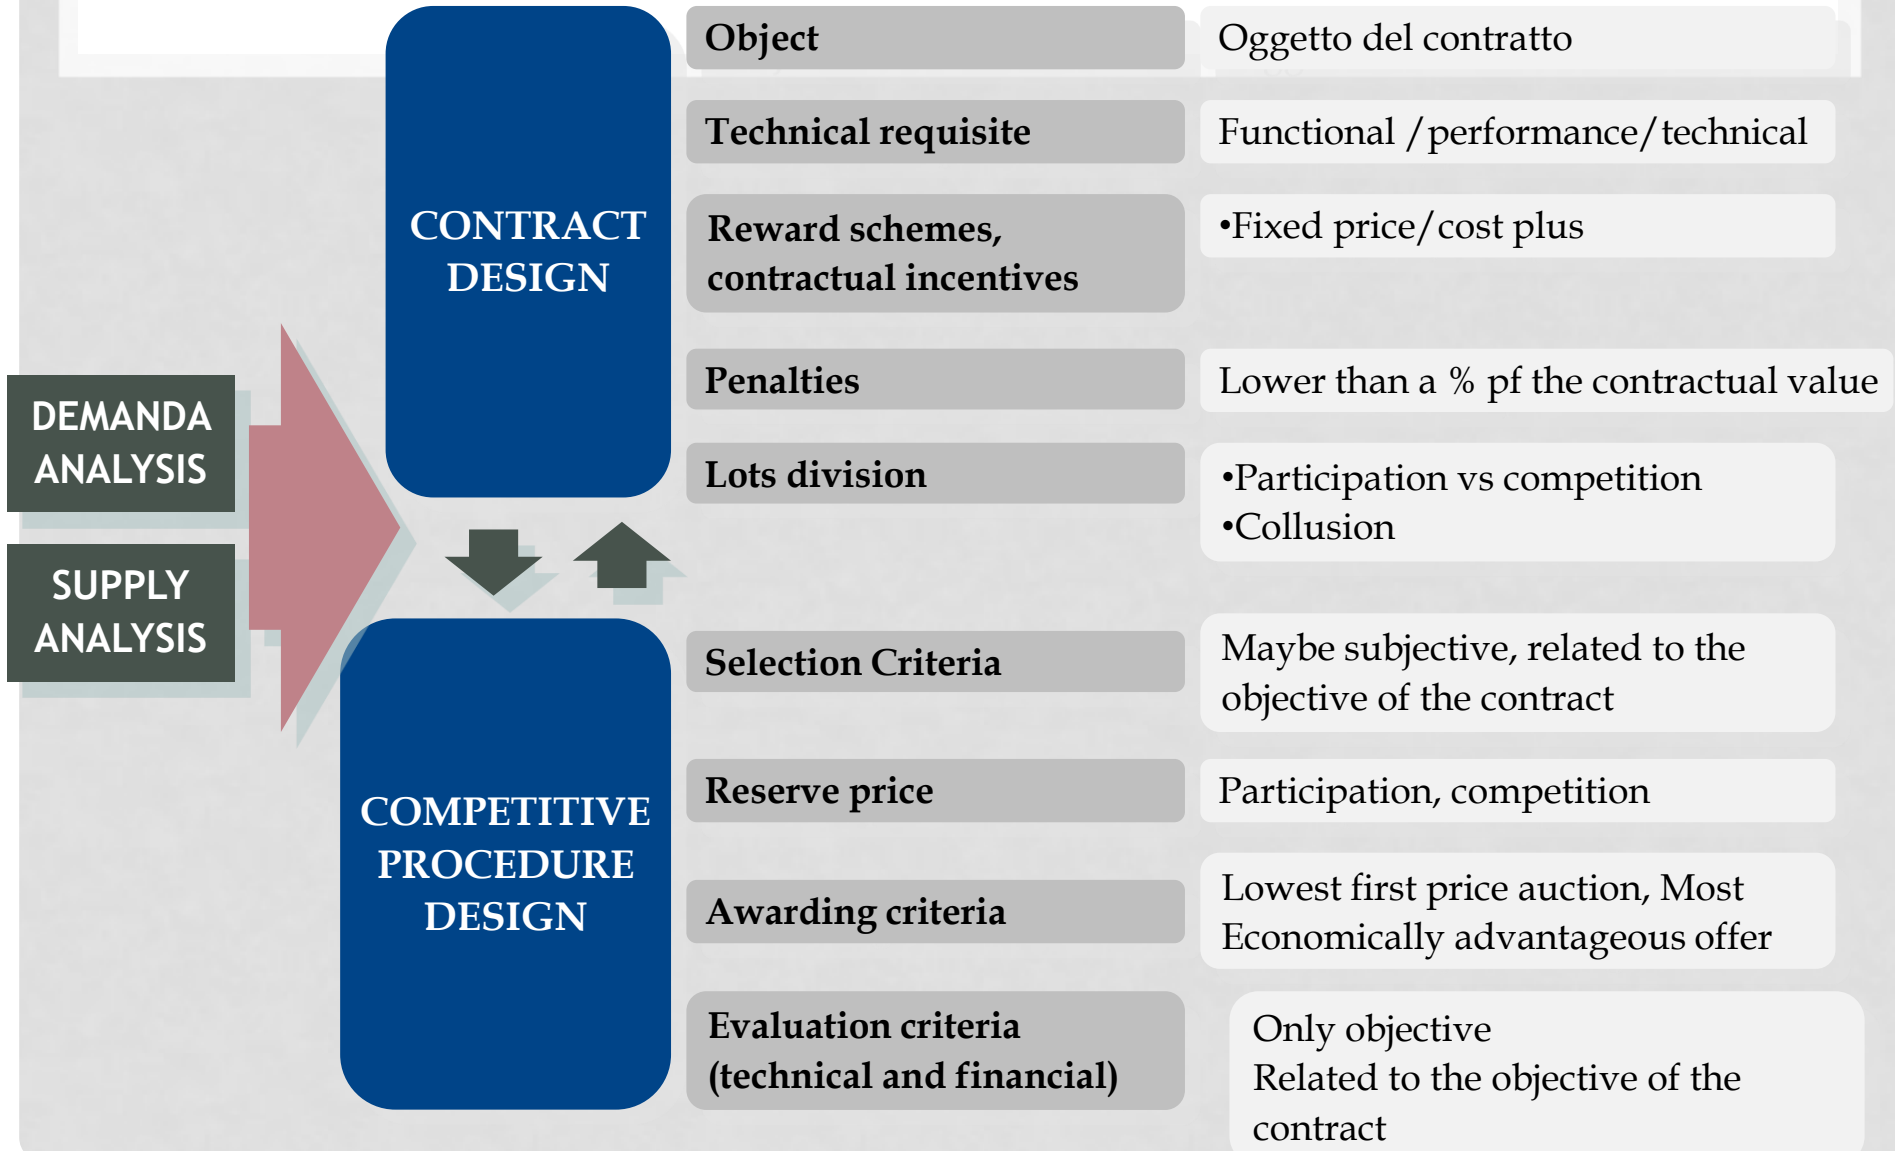 DEMANDA
ANALYSIS
SUPPLY
ANALYSIS
CONTRACT
DESIGN
Object
Oggetto del contratto
Technical requisite
Functional /performance/technical
Reward schemes,
contractual incentives
•Fixed price/cost plus
Penalties
Lower than a % pf the contractual value
Lots division
•Participation vs competition
•Collusion
COMPETITIVE
PROCEDURE
DESIGN
Selection Criteria
Maybe subjective, related to the
objective of the contract
Reserve price
Participation, competition
Awarding criteria
Lowest first price auction, Most
Economically advantageous offer
Evaluation criteria
(technical and financial)
Only objective
Related to the objective of the
contract